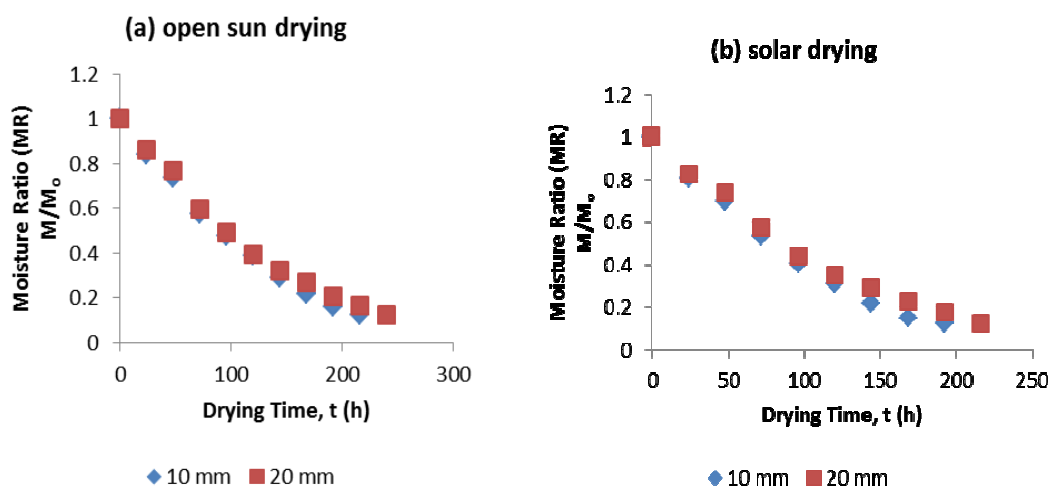 (a) open sun drying
Moisture Ratio (MR)
M/Mo
1.2
1
0.8
0.6
0.4
0.2
0
0
100
200
300
Drying Time, t (h)
10 mm
20 mm
(b) solar drying
Moisture Ratio (MR)
M/Mo
1.2
1
0.8
0.6
0.4
0.2
0
0
50
100
150
200
250
Drying Time, t (h)
10 mm
20 mm